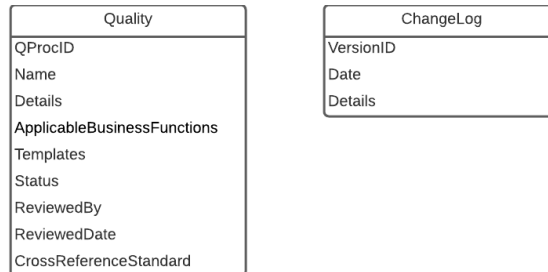 Quality
QProcID
Name
Details
ApplicableBusinessFunctions
Templates
Status
ReviewedBy
ReviewedDate
CrossReferenceStandard
ChangeLog
VersionID
Date
Details